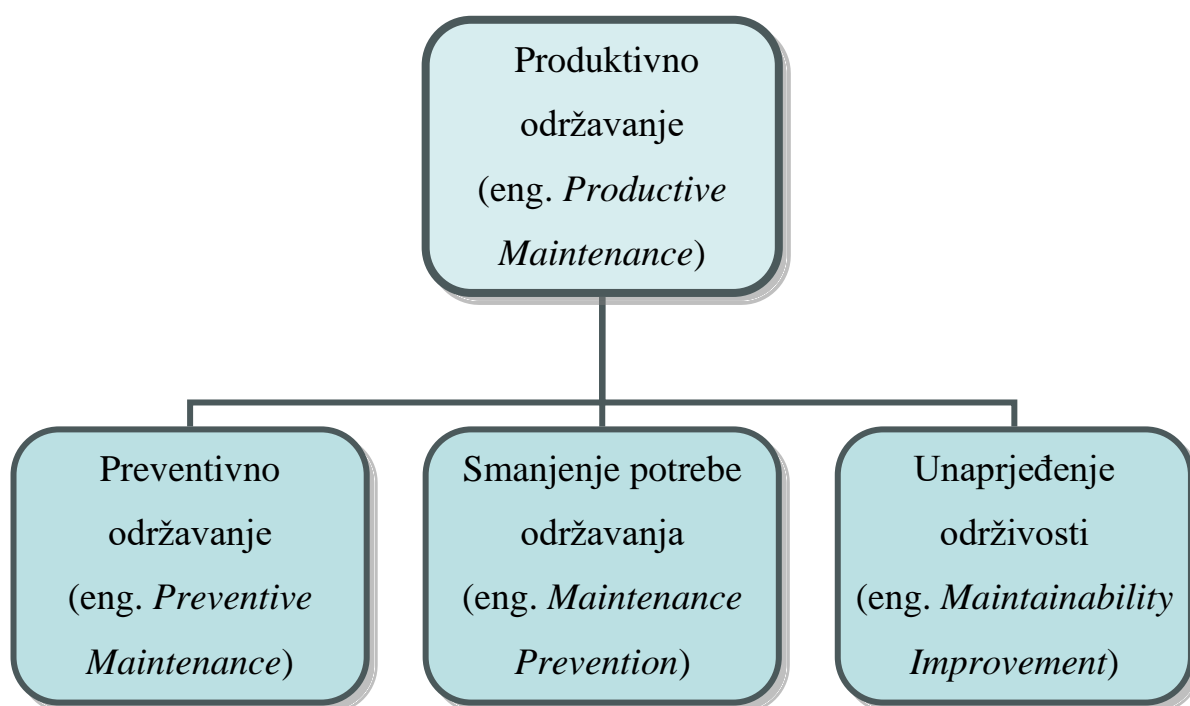 Produktivno
održavanje
(eng. Productive
Maintenance)
Preventivno
održavanje
(eng. Preventive
Maintenance)
Smanjenje potrebe
održavanja
(eng. Maintenance
Prevention)
Unaprjeđenje
održivosti
(eng. Maintainability
Improvement)